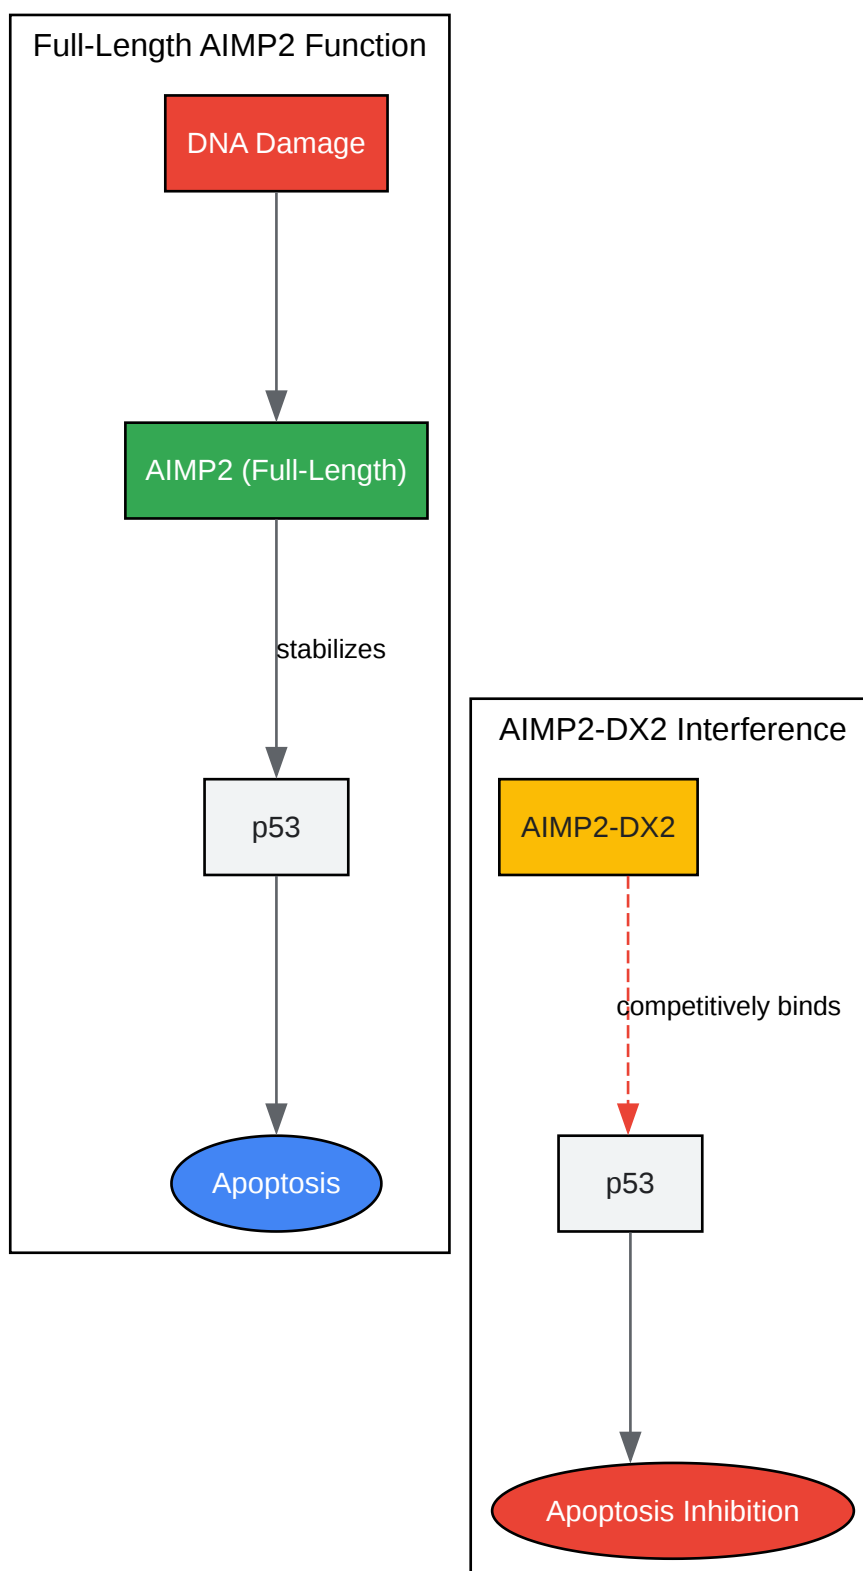 Full-Length AIMP2 Function
DNA Damage
AIMP2 (Full-Length)
stabilizes
p53
Apoptosis
AIMP2-DX2 Interference
AIMP2-DX2
competitively binds
p53
Apoptosis Inhibition